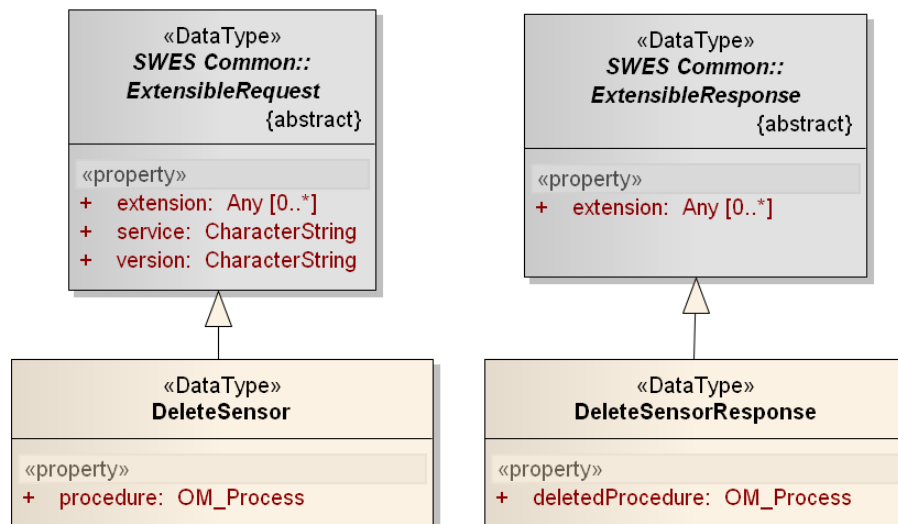 «DataType»
SWES Common::
ExtensibleRequest
{abstract}
«property»
+ extension: Any [0..*]
+ service: CharacterString
+ version: CharacterString
«DataType»
SWES Common::
ExtensibleResponse
{abstract}
«property»
+ extension: Any [0..*]
«DataType»
DeleteSensor
«property»
+ procedure: OM_Process
«DataType»
DeleteSensorResponse
«property»
+ deletedProcedure: OM_Process